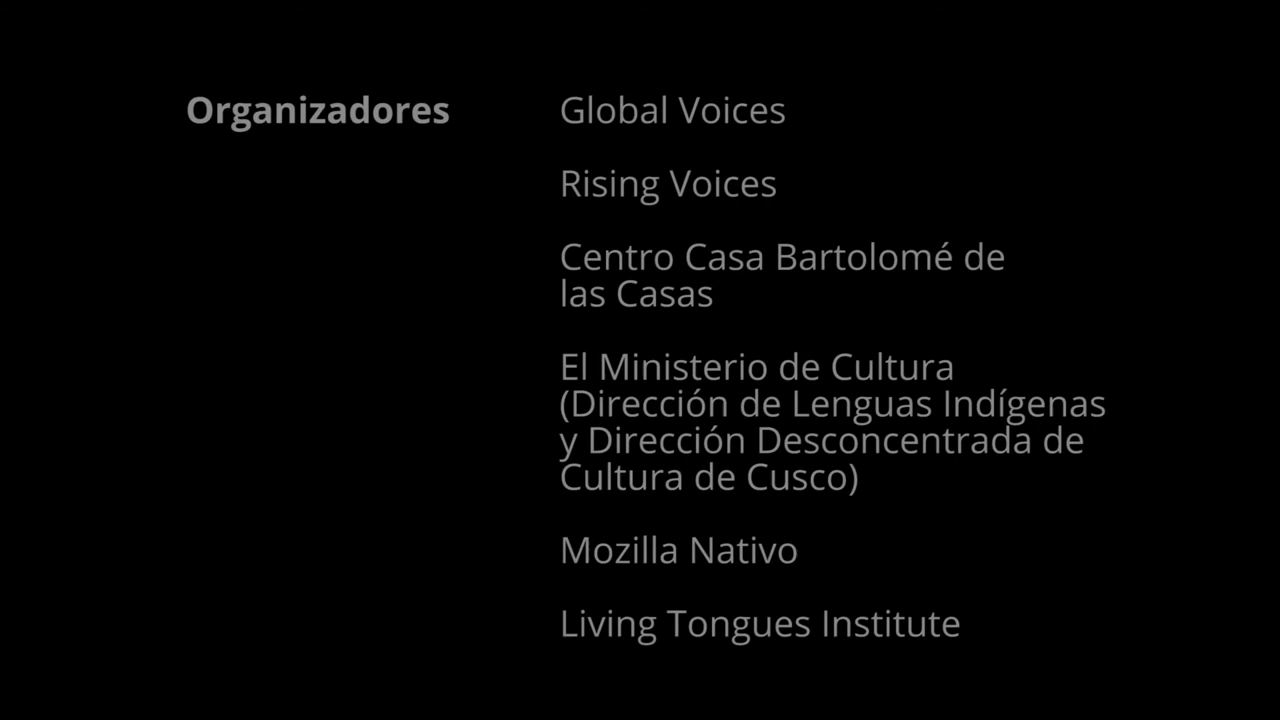 Organizadores
Global Voices
Rising Voices
Centro Casa Bartolomé de
las Casas
El Ministerio de Cultura
(Dirección de Lenguas Indígenas
y Dirección Desconcentrada de
Cultura de Cusco)
Mozilla Nativo
Living Tongues Institute